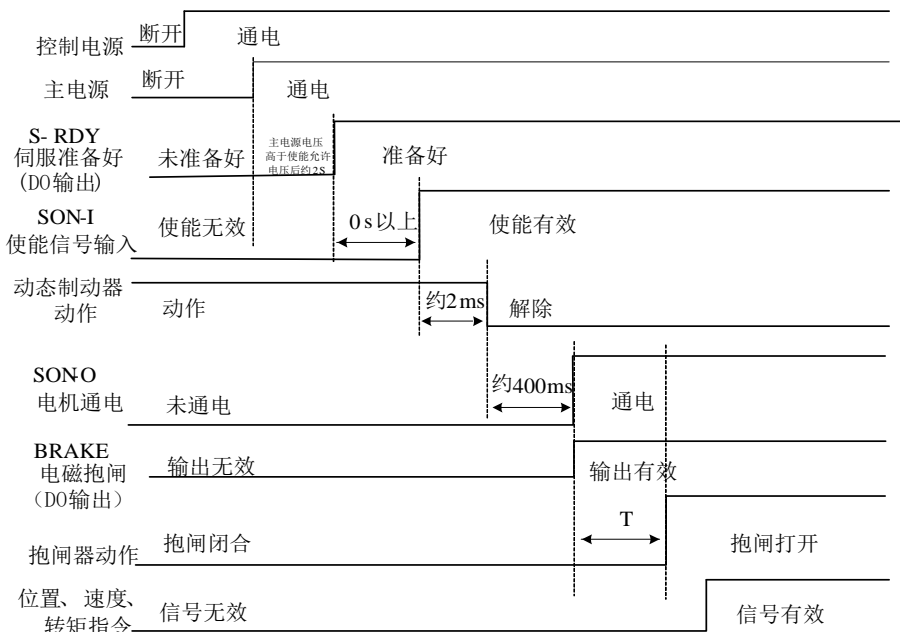 控制电源
断开
通电
主电源
断开
通电
S- RDY
伺服准备好
(DO输出)
未准备好
主电源电压
高于使能允许
电压后约2S
准备好
SON-I
使能信号输入
使能无效
0s以上
使能有效
动态制动器
动作
动作
约2ms
解除
SON-O
电机通电
未通电
约400ms
通电
BRAKE
电磁抱闸
（DO输出）
输出无效
输出有效
T
抱闸器动作
抱闸闭合
抱闸打开
位置、速度、
转矩指令
信号无效
信号有效